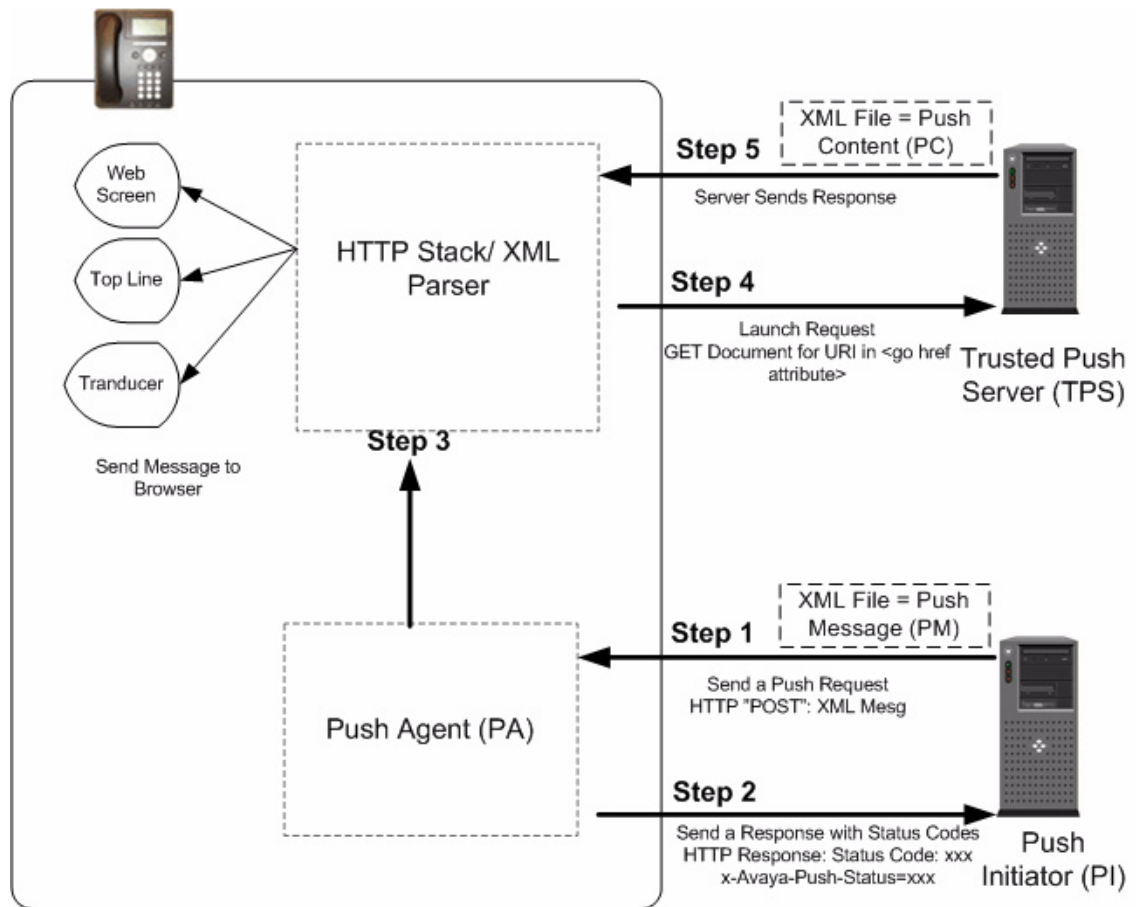 XML File = Push
Content (PC)
Step 5
Server Sends Response
Web
Screen
Top Line
Tranducer
Send Message to
Browser
HTTP Stack/ XML
Parser
Step 4
Launch Request
GET Document for URI in <go href
attribute>
Trusted Push
Server (TPS)
Step 3
XML File = Push
Message (PM)
Step 1
Send a Push Request
HTTP "POST": XML Mesg
Push Agent (PA)
Step 2
Send a Response with Status Codes
HTTP Response: Status Code: xxx
x-Avaya-Push-Status=xxx
Push
Initiator (PI)